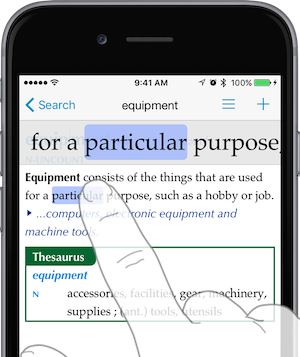 9:41 AM 100%
Search equipment
for a particular purpose,
N-UNCOUNT
Equipment consists of the things that are used
for a particular purpose, such as a hobby or job.
...computers, electronic equipment and
machine tools.
Thesaurus
equipment
N accessories, facilities, gear, machinery,
supplies ; (ant.) tools, utensils